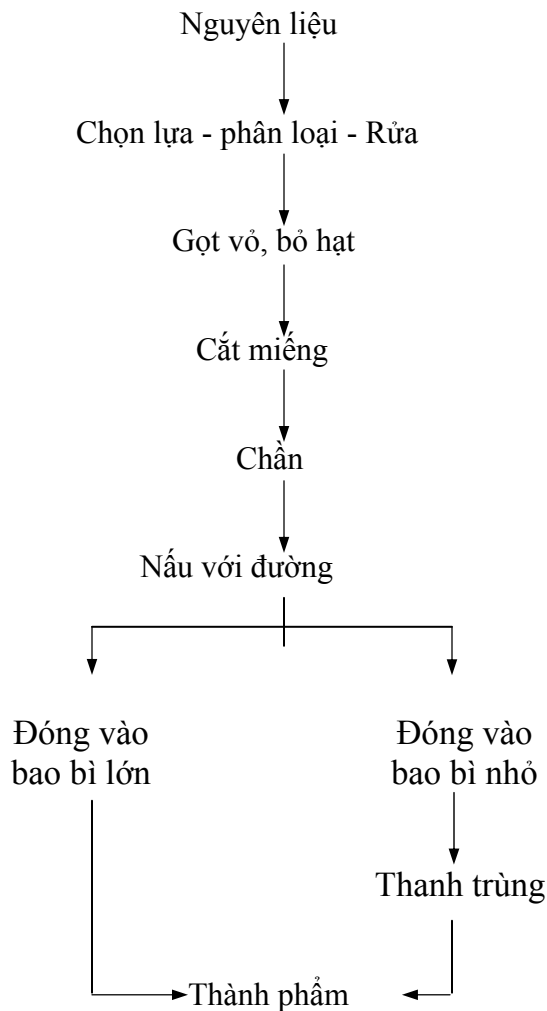 Nguyên liệu
Chọn lựa - phân loại - Rửa
Gọt vỏ, bỏ hạt
Cắt miếng
Chần
Nấu với đường
Đóng vào
bao bì lớn
Đóng vào
bao bì nhỏ
Thanh trùng
Thành phẩm